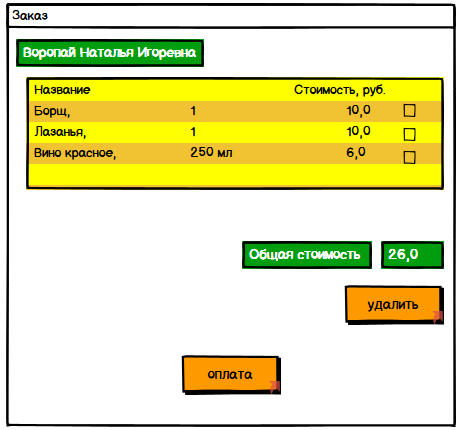 Заказ
Воропай Наталья Игоревна
Название Стоимость, руб.
Борщ, 1 10,0
Лазанья, 1 10,0
Вино красное, 250 мл 6,0
Общая стоимость 26,0
удалить
оплата